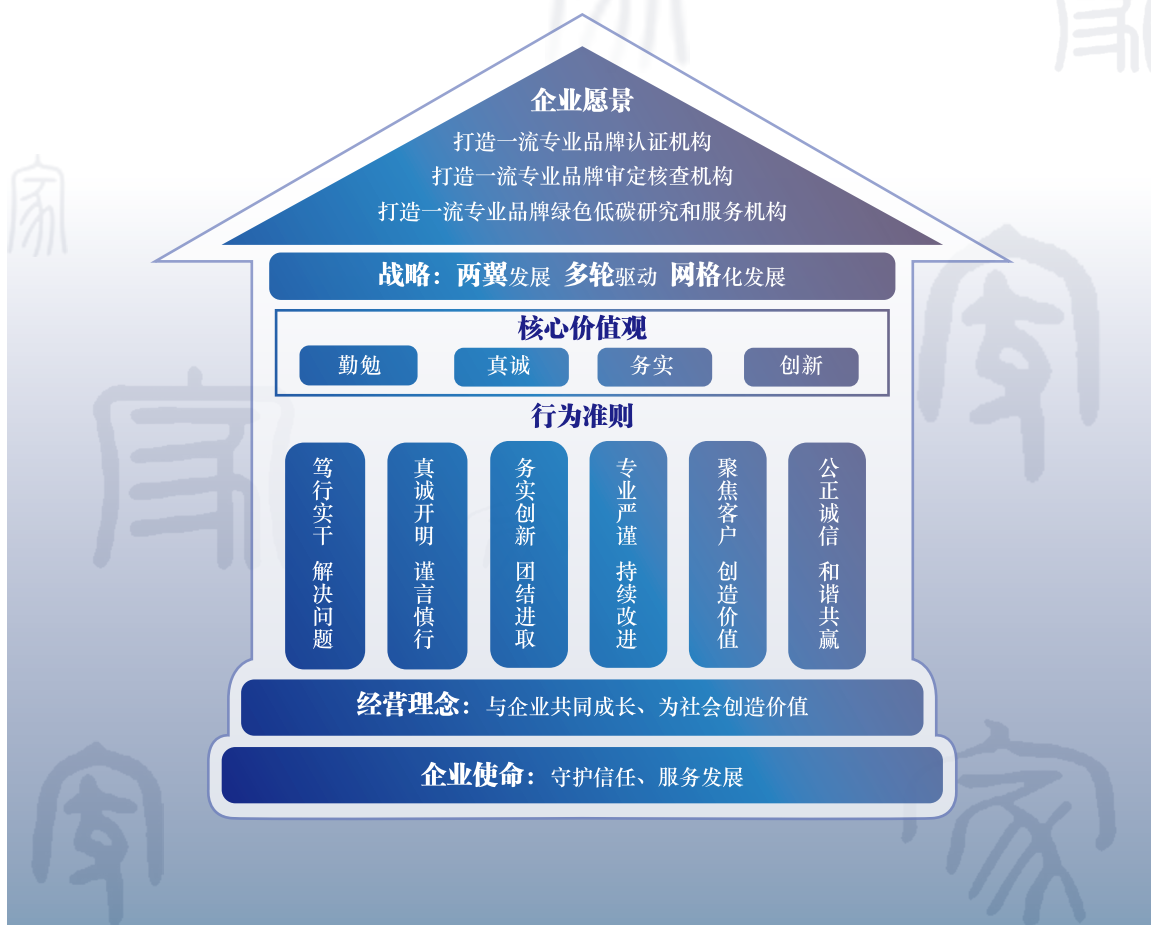 企业愿景
打造一流专业品牌认证机构
打造一流专业品牌审定核查机构
打造一流专业品牌绿色低碳研究和服务机构
战略：两翼发展 多轮驱动 网格化发展
核心价值观
勤勉 真诚 务实 创新
行为准则
笃行实干 解决问题
真诚开明 谨言慎行
务实创新 团结进取
专业严谨 持续改进
聚焦客户 创造价值
公正诚信 和谐共赢
经营理念：与企业共同成长、为社会创造价值
企业使命：守护信任、服务发展